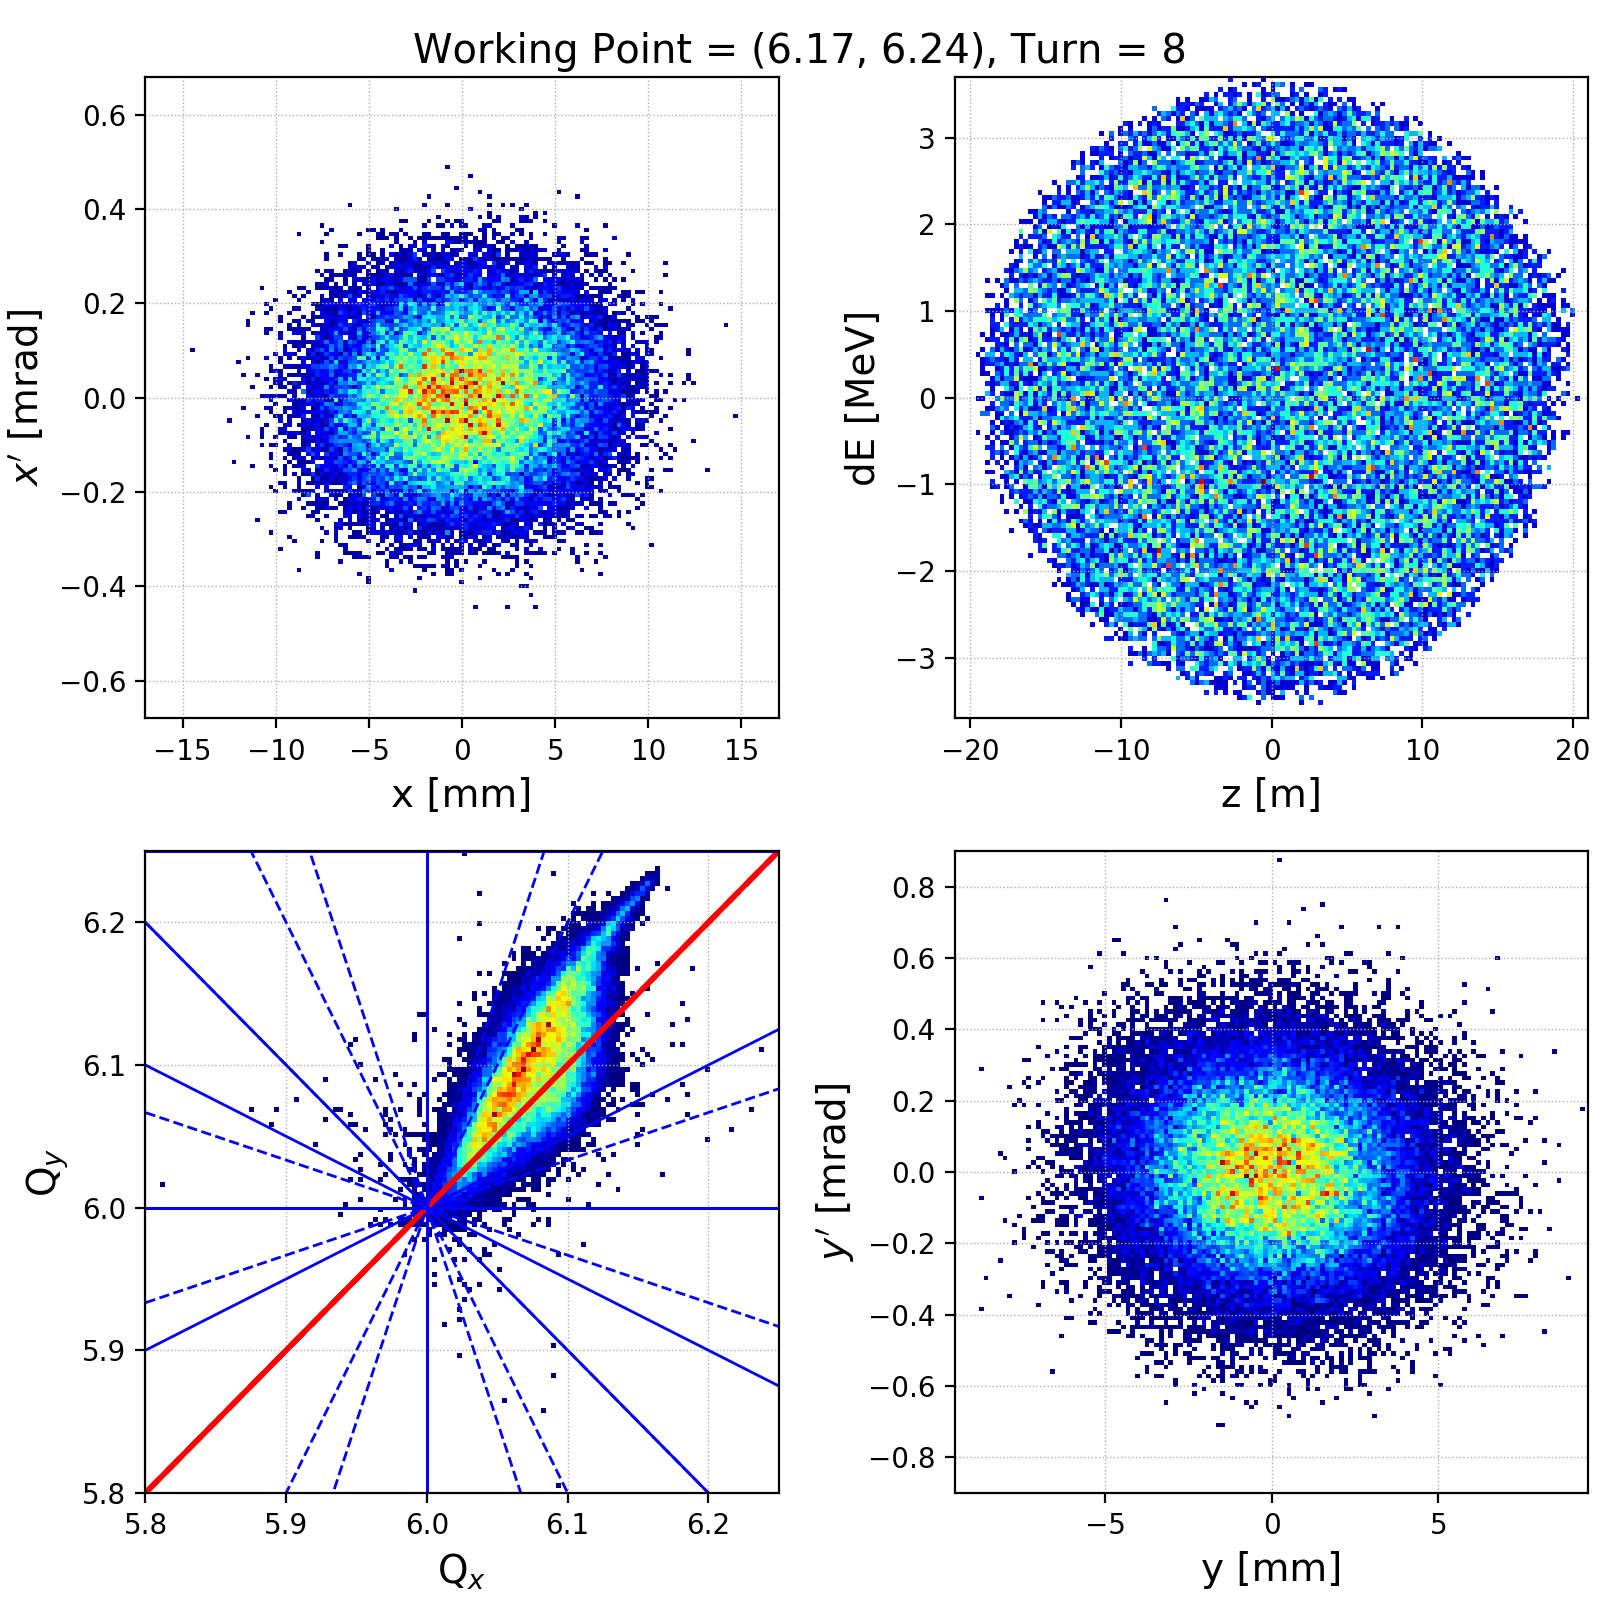 Working Point = (6.17, 6.24), Turn = 8
0.6
0.4
0.2
0.0
−0.2
−0.4
−0.6
x′ [mrad]
−15 −10 −5 0 5 10 15
x [mm]
3
2
1
0
−1
−2
−3
dE [MeV]
−20 −10 0 10 20
z [m]
6.2
6.1
6.0
5.9
5.8
Qy
5.8 5.9 6.0 6.1 6.2
Qx
0.8
0.6
0.4
0.2
0.0
−0.2
−0.4
−0.6
−0.8
y′ [mrad]
−5 0 5
y [mm]